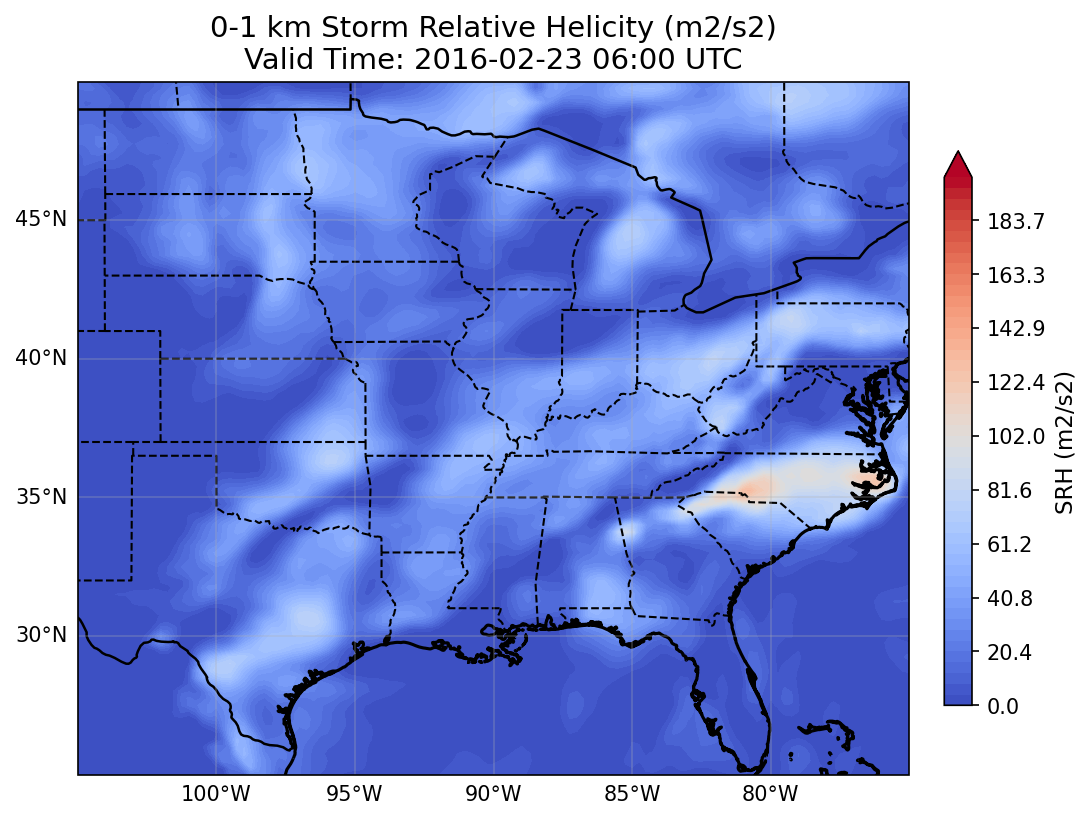 0-1 km Storm Relative Helicity (m2/s2)
Valid Time: 2016-02-23 06:00 UTC
45°N
40°N
35°N
30°N
100°W
95°W
90°W
85°W
80°W
183.7
163.3
142.9
122.4
102.0
81.6
61.2
40.8
20.4
0.0
SRH (m2/s2)